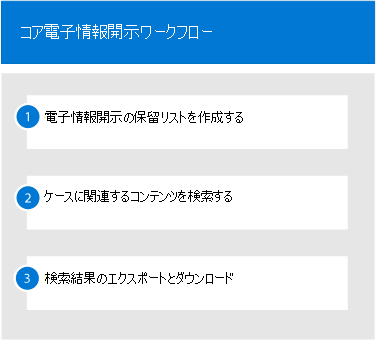 コア電子情報開示ワークフロー
1 電子情報開示の保留リストを作成する
2 ケースに関連するコンテンツを検索する
3 検索結果のエクスポートとダウンロード